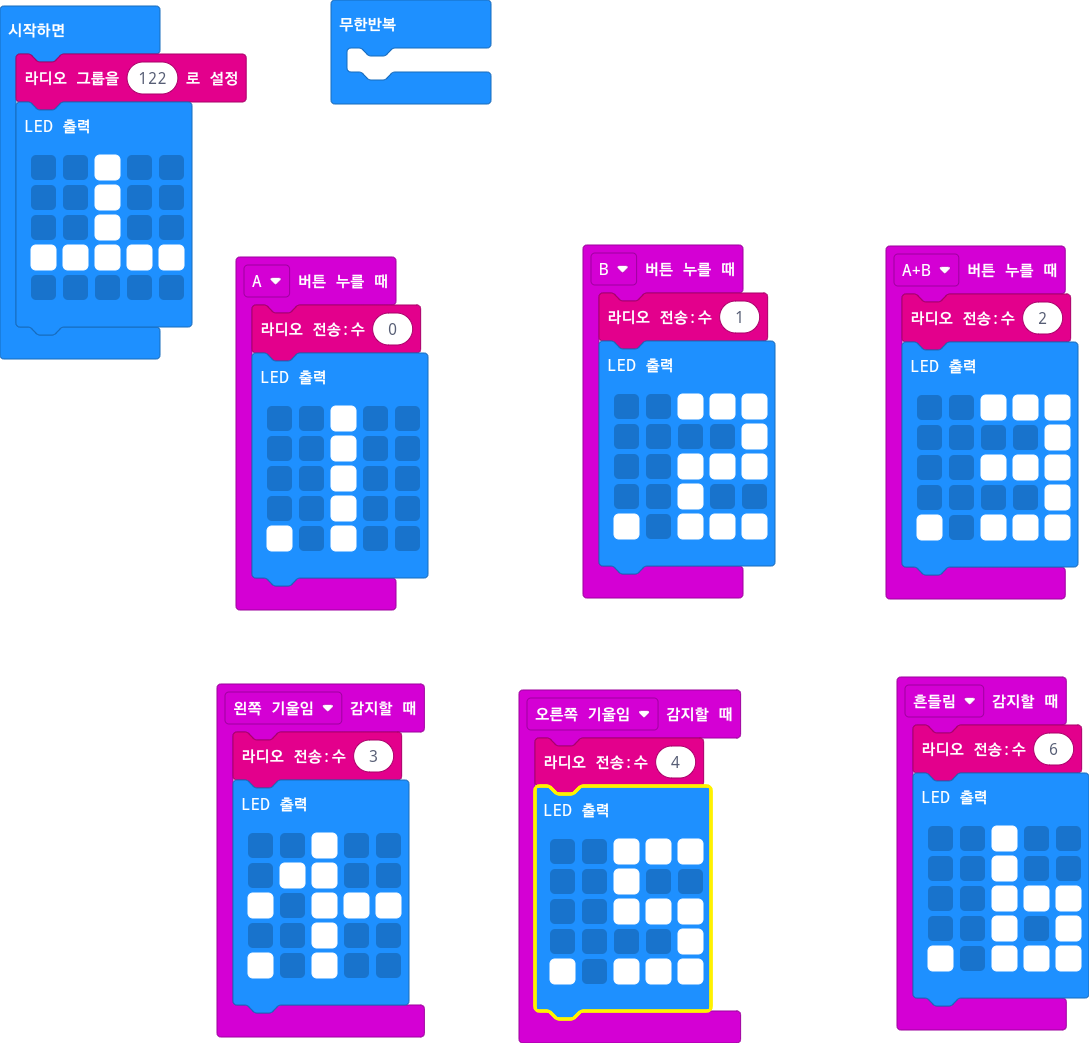 시작하면
라디오 그룹을 122 로 설정
LED 출력
무한반복
A 버튼 누를 때
라디오 전송:수 0
LED 출력
B 버튼 누를 때
라디오 전송:수 1
LED 출력
A+B 버튼 누를 때
라디오 전송:수 2
LED 출력
왼쪽 기울임 감지할 때
라디오 전송:수 3
LED 출력
오른쪽 기울임 감지할 때
라디오 전송:수 4
LED 출력
흔들림 감지할 때
라디오 전송:수 6
LED 출력